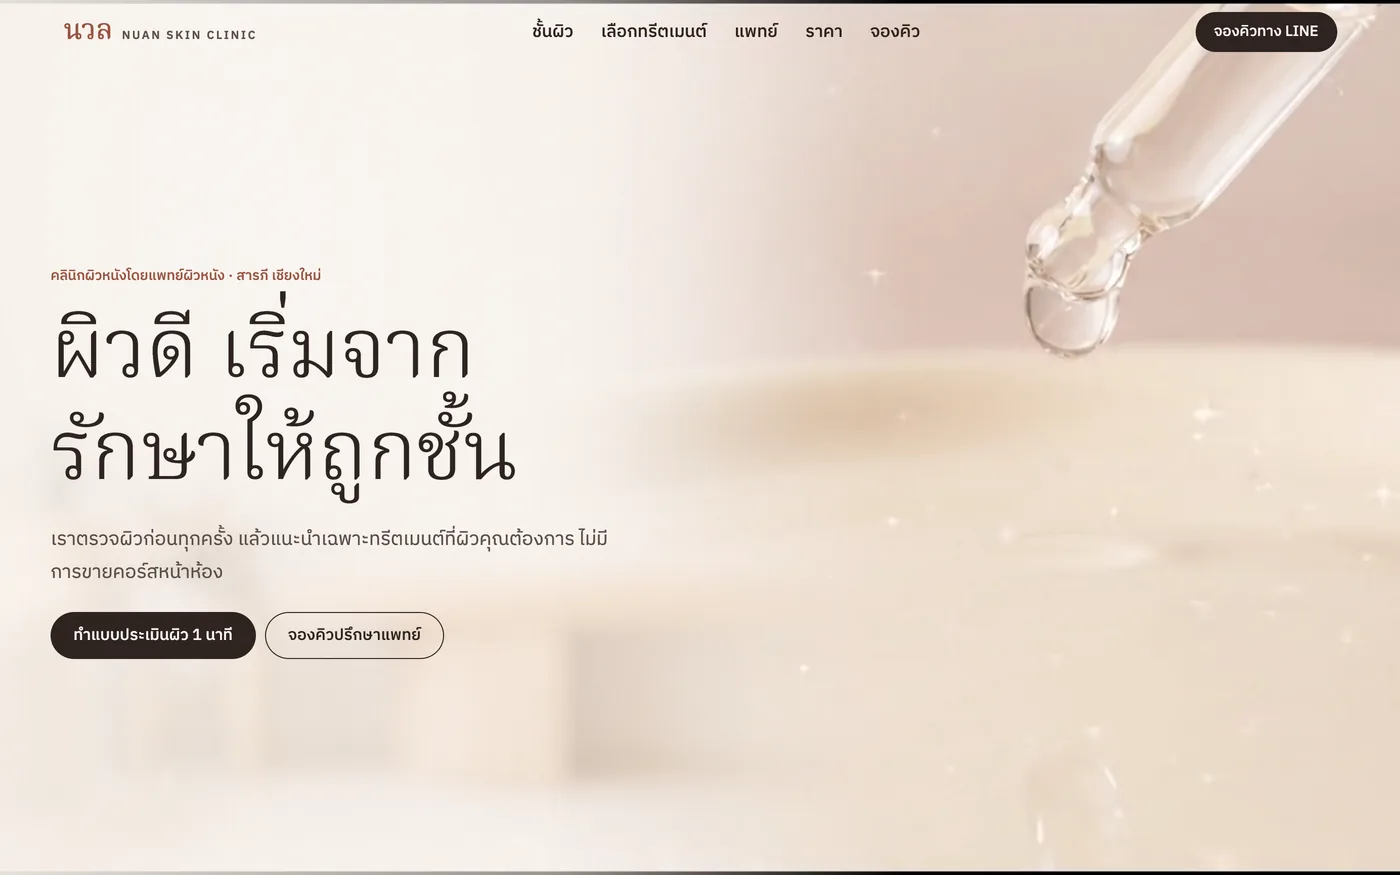 นวล NUAN SKIN CLINIC
ชั้นผิว เลือกทรีตเมนต์ แพทย์ ราคา จองคิว
จองคิวทาง LINE
คลินิกผิวหนังโดยแพทย์ผิวหนัง · สารภี เชียงใหม่
ผิวดี เริ่มจาก
รักษาให้ถูกชั้น
เราตรวจผิวก่อนทุกครั้ง แล้วแนะนำเฉพาะทรีตเมนต์ที่ผิวคุณต้องการ ไม่มี
การขายคอร์สหน้าห้อง
ทำแบบประเมินผิว 1 นาที
จองคิวปรึกษาแพทย์